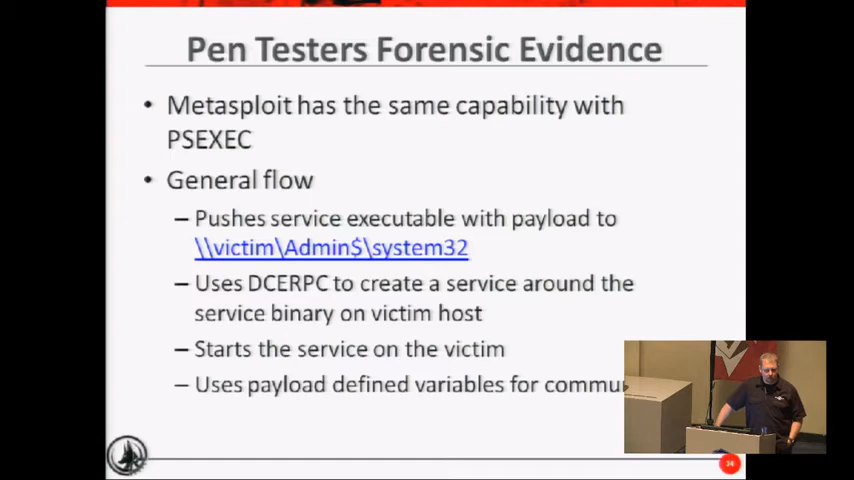 Pen Testers Forensic Evidence
• Metasploit has the same capability with
PSEXEC
• General flow
– Pushes service executable with payload to
\\victim\Admin$\system32
– Uses DCERPC to create a service around the
service binary on victim host
– Starts the service on the victim
– Uses payload defined variables for
34